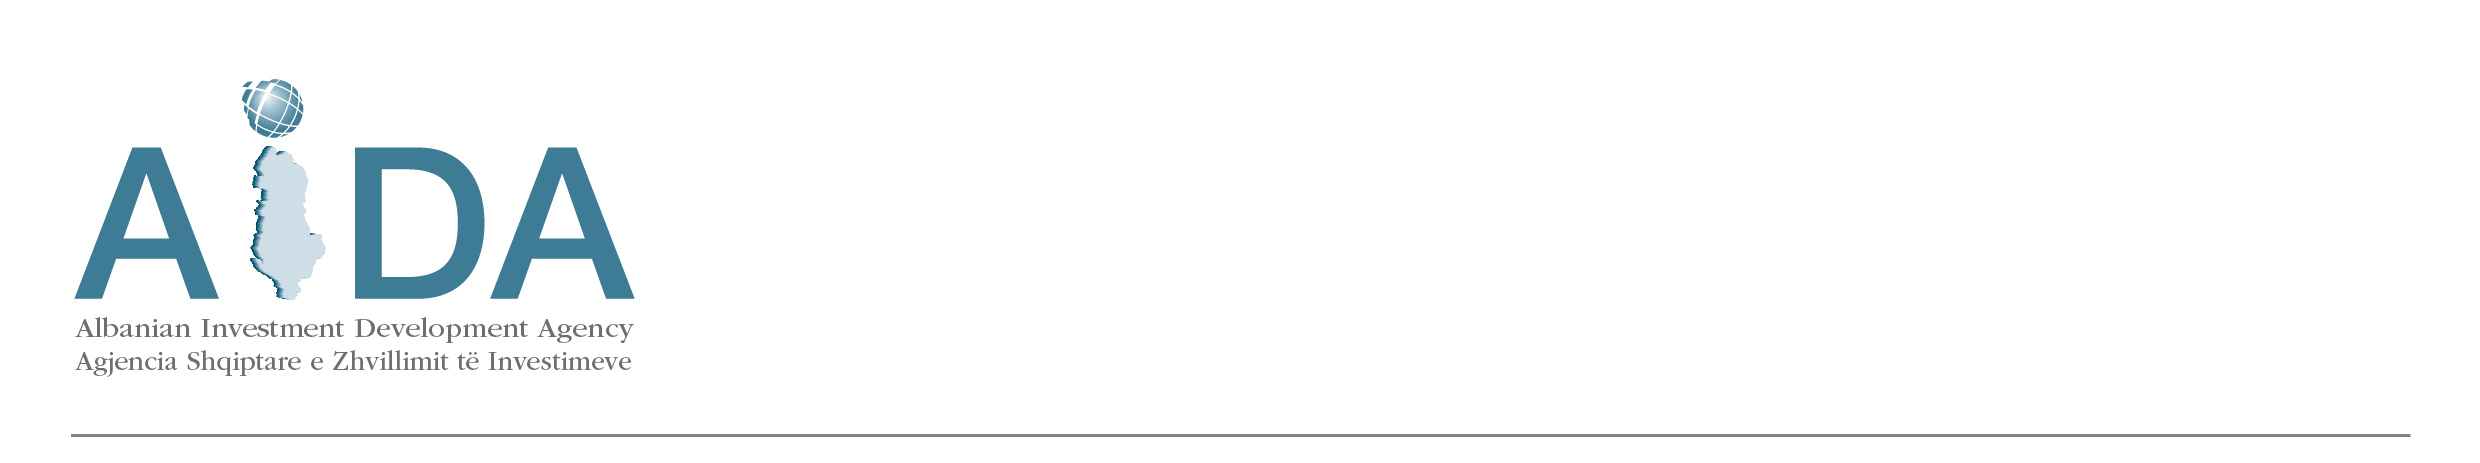 AiDA
Albanian Investment Development Agency
Agjencia Shqiptare e Zhvillimit të Investimeve